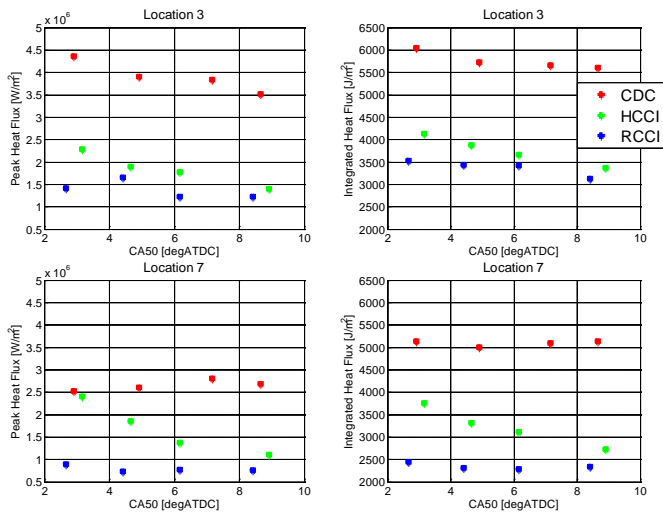 Location 3
x 10⁶
5
4.5
4
3.5
3
2.5
2
1.5
1
0.5
Peak Heat Flux [W/m²]
2 4 6 8 10
CA50 [degATDC]
Location 3
6500
6000
5500
5000
4500
4000
3500
3000
2500
2000
Integrated Heat Flux [J/m²]
2 4 6 8 10
CA50 [degATDC]
CDC
HCCI
RCCI
Location 7
x 10⁶
5
4.5
4
3.5
3
2.5
2
1.5
1
0.5
Peak Heat Flux [W/m²]
2 4 6 8 10
CA50 [degATDC]
Location 7
6500
6000
5500
5000
4500
4000
3500
3000
2500
2000
Integrated Heat Flux [J/m²]
2 4 6 8 10
CA50 [degATDC]